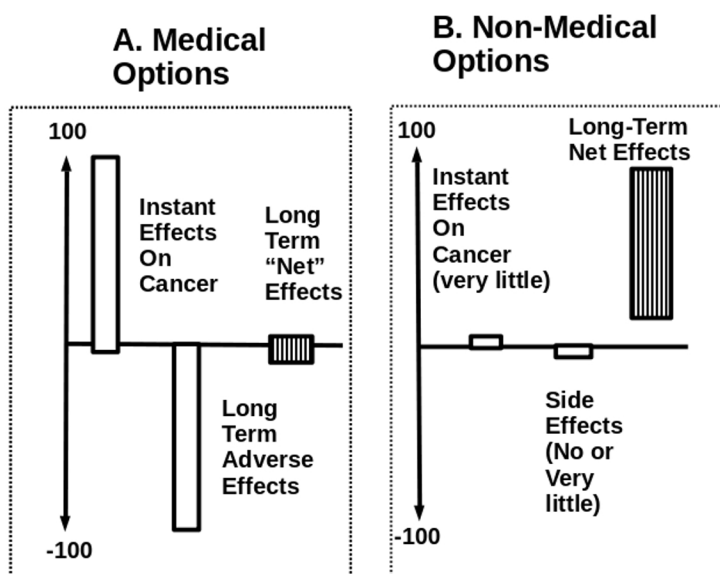 A. Medical
Options
100
Instant
Effects
On
Cancer
Long
Term
“Net”
Effects
Long
Term
Adverse
Effects
-100
B. Non-Medical
Options
100
Long-Term
Net Effects
Instant
Effects
On
Cancer
(very little)
Side
Effects
(No or
Very
little)
-100